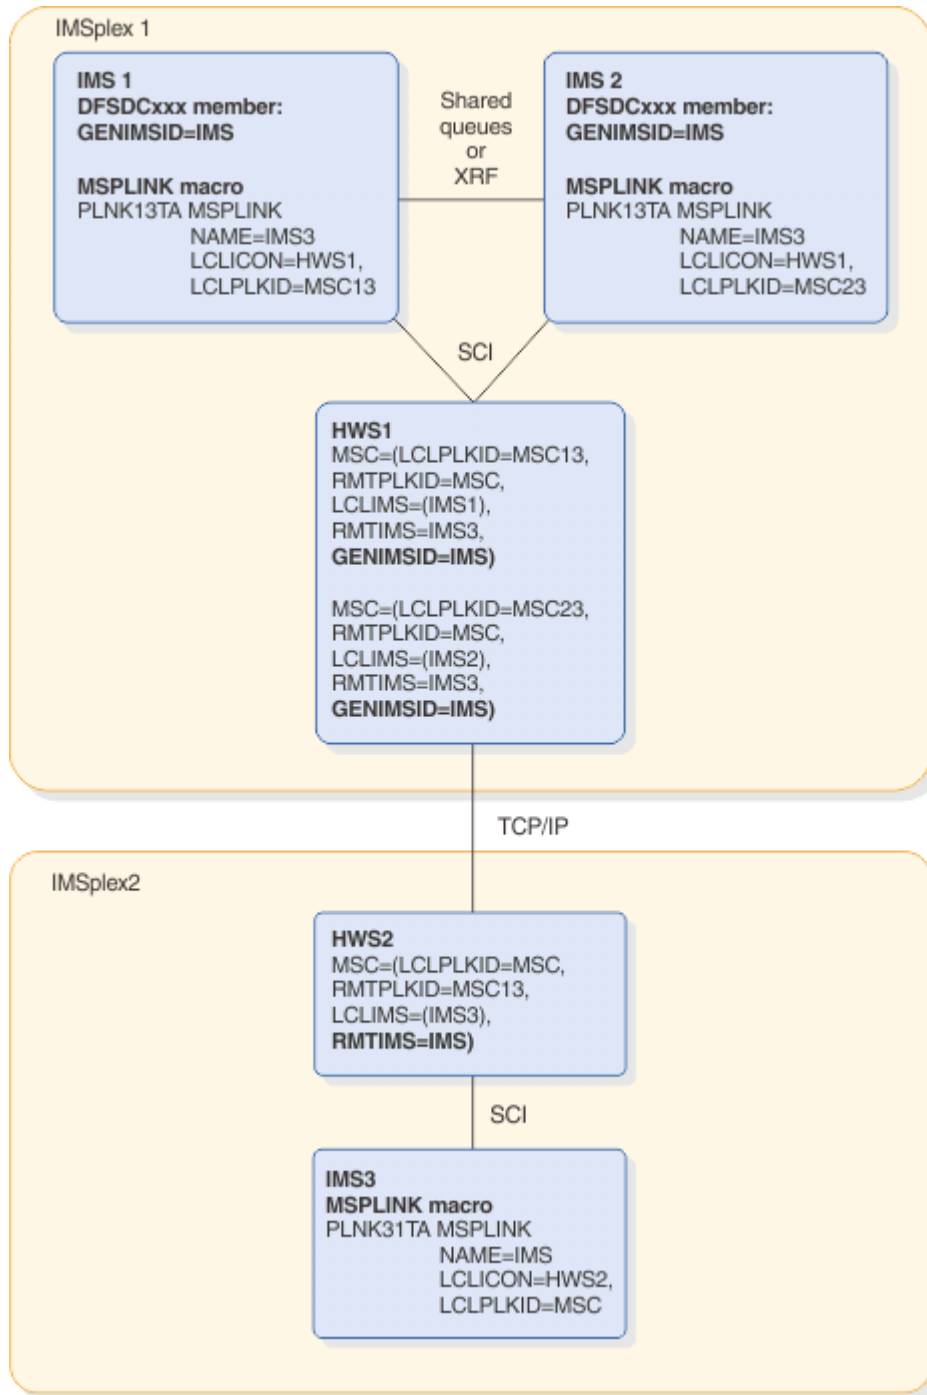 IMSplex 1
IMS 1
DFSDCxxx member:
GENIMSID=IMS
MSPLINK macro
PLNK13TA MSPLINK
NAME=IMS3
LCLICON=HWS1,
LCLPLKID=MSC13
Shared
queues
or
XRF
IMS 2
DFSDCxxx member:
GENIMSID=IMS
MSPLINK macro
PLNK13TA MSPLINK
NAME=IMS3
LCLICON=HWS1,
LCLPLKID=MSC23
SCI
HWS1
MSC=(LCLPLKID=MSC13,
RMTPLKID=MSC,
LCLIMS=(IMS1),
RMTIMS=IMS3,
GENIMSID=IMS)
MSC=(LCLPLKID=MSC23,
RMTPLKID=MSC,
LCLIMS=(IMS2),
RMTIMS=IMS3,
GENIMSID=IMS)
TCP/IP
IMSplex2
HWS2
MSC=(LCLPLKID=MSC,
RMTPLKID=MSC13,
LCLIMS=(IMS3),
RMTIMS=IMS)
SCI
IMS3
MSPLINK macro
PLNK31TA MSPLINK
NAME=IMS
LCLICON=HWS2,
LCLPLKID=MSC